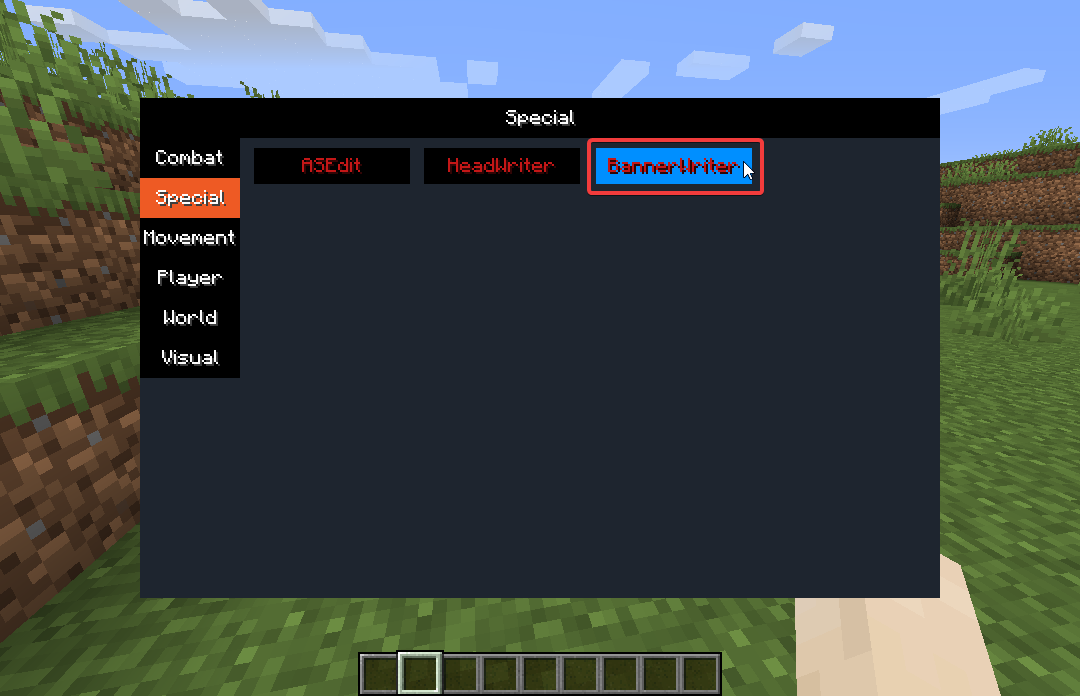 Special
Combat
Special
Movement
Player
World
Visual
ASEdit
HeadWriter
BannerWriter